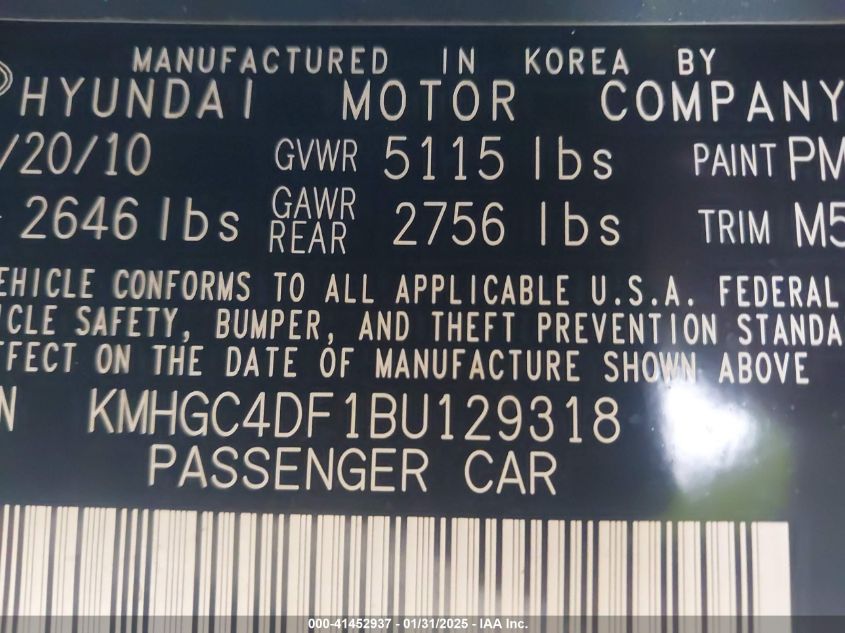 MANUFACTURED IN KOREA BY
HYUNDAI MOTOR COMPANY
/20/10 GVWR 5115 lbs PAINT PM
2646 lbs GAWR REAR 2756 lbs TRIM M5
EHICLE CONFORMS TO ALL APPLICABLE U.S.A. FEDERAL
ICLE SAFETY, BUMPER, AND THEFT PREVENTION STANDA
FFECT ON THE DATE OF MANUFACTURE SHOWN ABOVE
N KMHGC4DF1BU129318
PASSENGER CAR
000-41452937 - 01/31/2025 - IAA Inc.